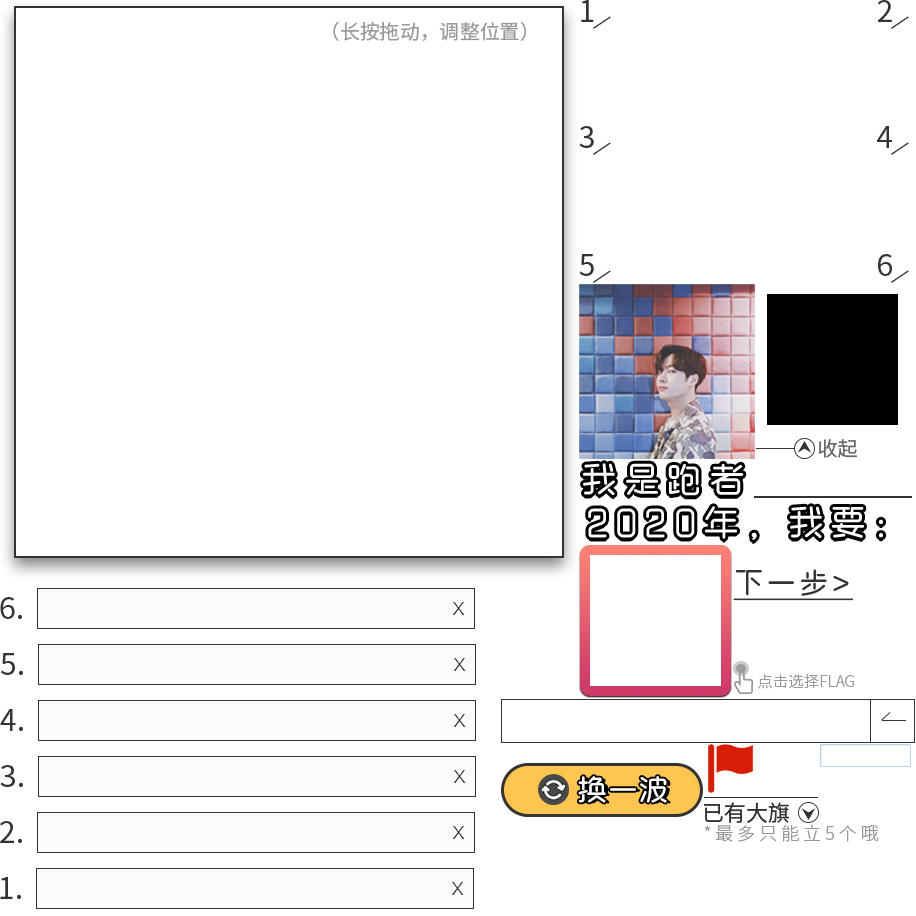 （长按拖动，调整位置）
1
2
3
4
5
6
收起
我是跑者
2020年，我要：
下一步>
6.
X
5.
X
点击选择FLAG
4.
X
3.
X
换一波
已有大旗
*最多只能立5个哦
2.
X
1.
X